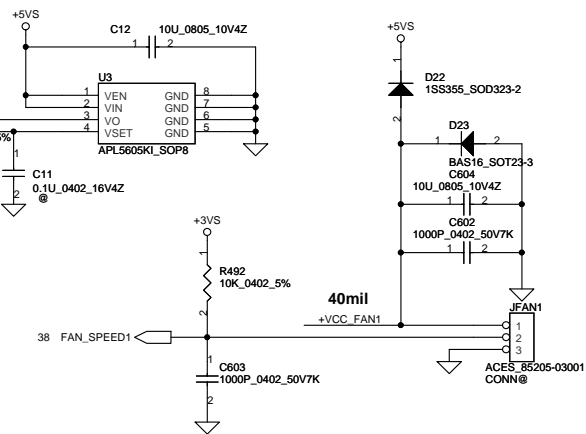 +5VS
C12 10U_0805_10V4Z
1 2
U3
1 VEN GND 8
2 VIN GND 7
3 VO GND 6
4 VSET GND 5
APL5605KI_SOP8
5%
1
C11
0.1U_0402_16V4Z
2 @
+5VS
1
D22
1SS355_SOD323-2
2
D23
1 2
BAS16_SOT23-3
C604
10U_0805_10V4Z
1 2
C602
1000P_0402_50V7K
1 2
+3VS
1
R492
10K_0402_5%
2
40mil
+VCC_FAN1
JFAN1
1
2
3
ACES_85205-03001
CONN@
38 FAN_SPEED1
1
C603
1000P_0402_50V7K
2